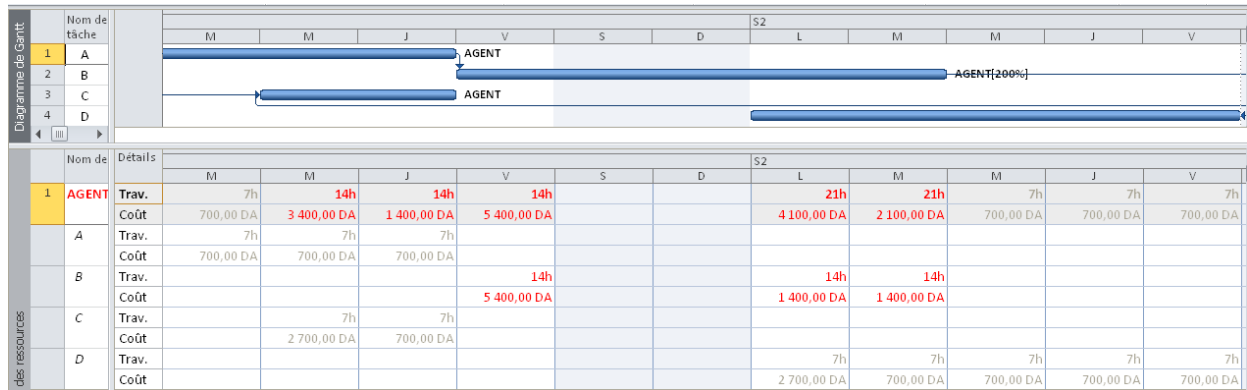 Diagramme de Gantt
Nom de tâche
S2
M M J V S D L M M J V
1 A AGENT
2 B AGENT[200%]
3 C AGENT
4 D
des ressources
Nom de Détails
S2
M M J V S D L M M J V
1 AGENT Trav. 7h 14h 14h 14h 21h 21h 7h 7h 7h
Coût 700,00 DA 3 400,00 DA 1 400,00 DA 5 400,00 DA 4 100,00 DA 2 100,00 DA 700,00 DA 700,00 DA 700,00 DA
A Trav. 7h 7h 7h
Coût 700,00 DA 700,00 DA 700,00 DA
B Trav. 14h 14h 14h
Coût 5 400,00 DA 1 400,00 DA 1 400,00 DA
C Trav. 7h 7h
Coût 2 700,00 DA 700,00 DA
D Trav. 7h 7h 7h 7h 7h
Coût 2 700,00 DA 700,00 DA 700,00 DA 700,00 DA 700,00 DA